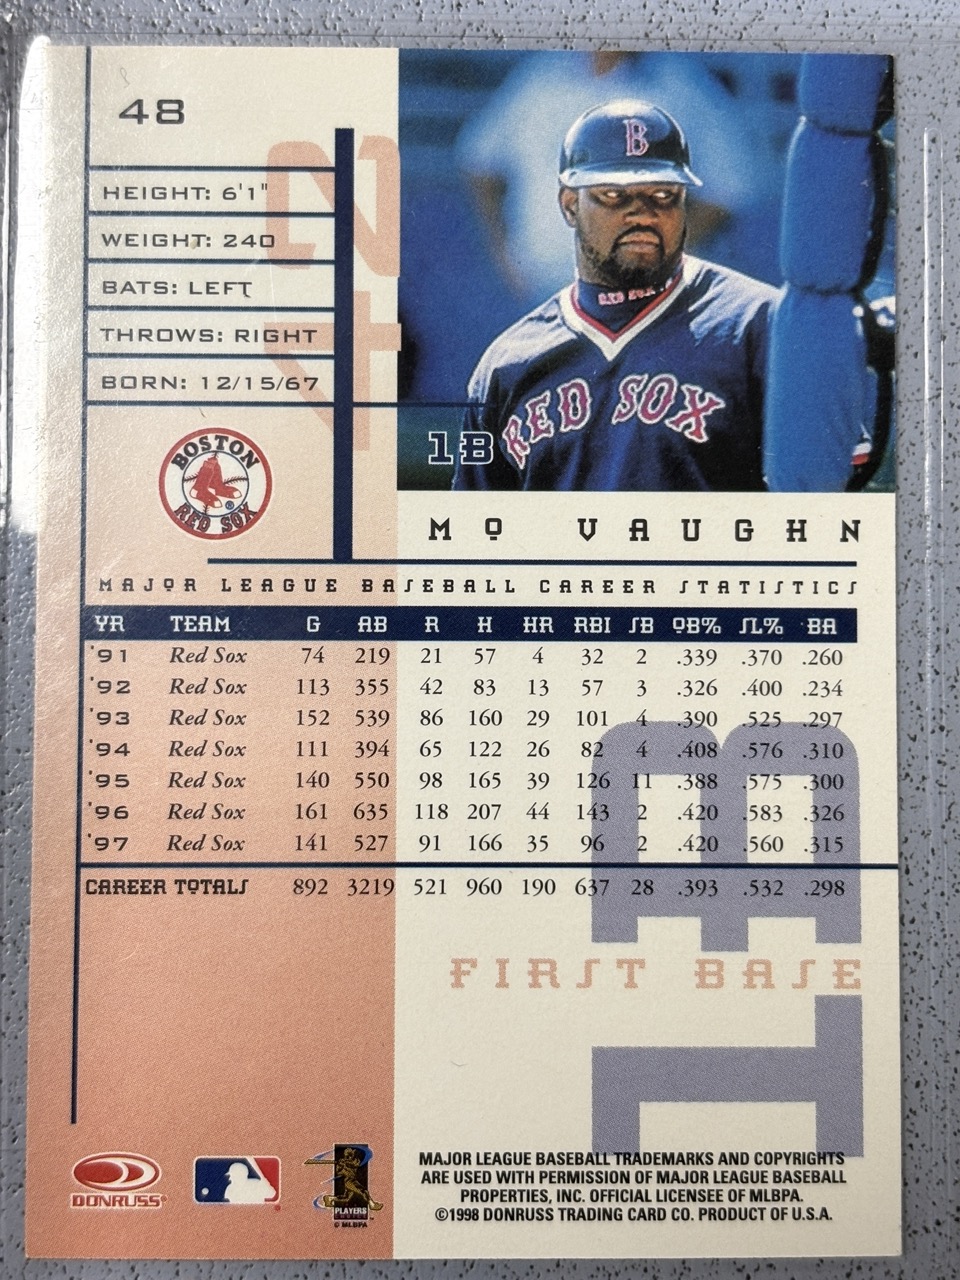 48
24
HEIGHT: 6'1"
WEIGHT: 240
BATS: LEFT
THROWS: RIGHT
BORN: 12/15/67
B
RED SOX
RED SOX
1B
BOSTON
RED SOX
®
MO VAUGHN
MAJOR LEAGUE BASEBALL CAREER STATISTICS
YR TEAM G AB R H HR RBI SB OB% SL% BA
'91 Red Sox 74 219 21 57 4 32 2 .339 .370 .260
'92 Red Sox 113 355 42 83 13 57 3 .326 .400 .234
'93 Red Sox 152 539 86 160 29 101 4 .390 .525 .297
'94 Red Sox 111 394 65 122 26 82 4 .408 .576 .310
'95 Red Sox 140 550 98 165 39 126 11 .388 .575 .300
'96 Red Sox 161 635 118 207 44 143 2 .420 .583 .326
'97 Red Sox 141 527 91 166 35 96 2 .420 .560 .315
CAREER TOTALS 892 3219 521 960 190 637 28 .393 .532 .298
1B
FIRST BASE
DONRUSS
PLAYERS
CHOICE
© MLBPA
MAJOR LEAGUE BASEBALL TRADEMARKS AND COPYRIGHTS
ARE USED WITH PERMISSION OF MAJOR LEAGUE BASEBALL
PROPERTIES, INC. OFFICIAL LICENSEE OF MLBPA.
©1998 DONRUSS TRADING CARD CO. PRODUCT OF U.S.A.